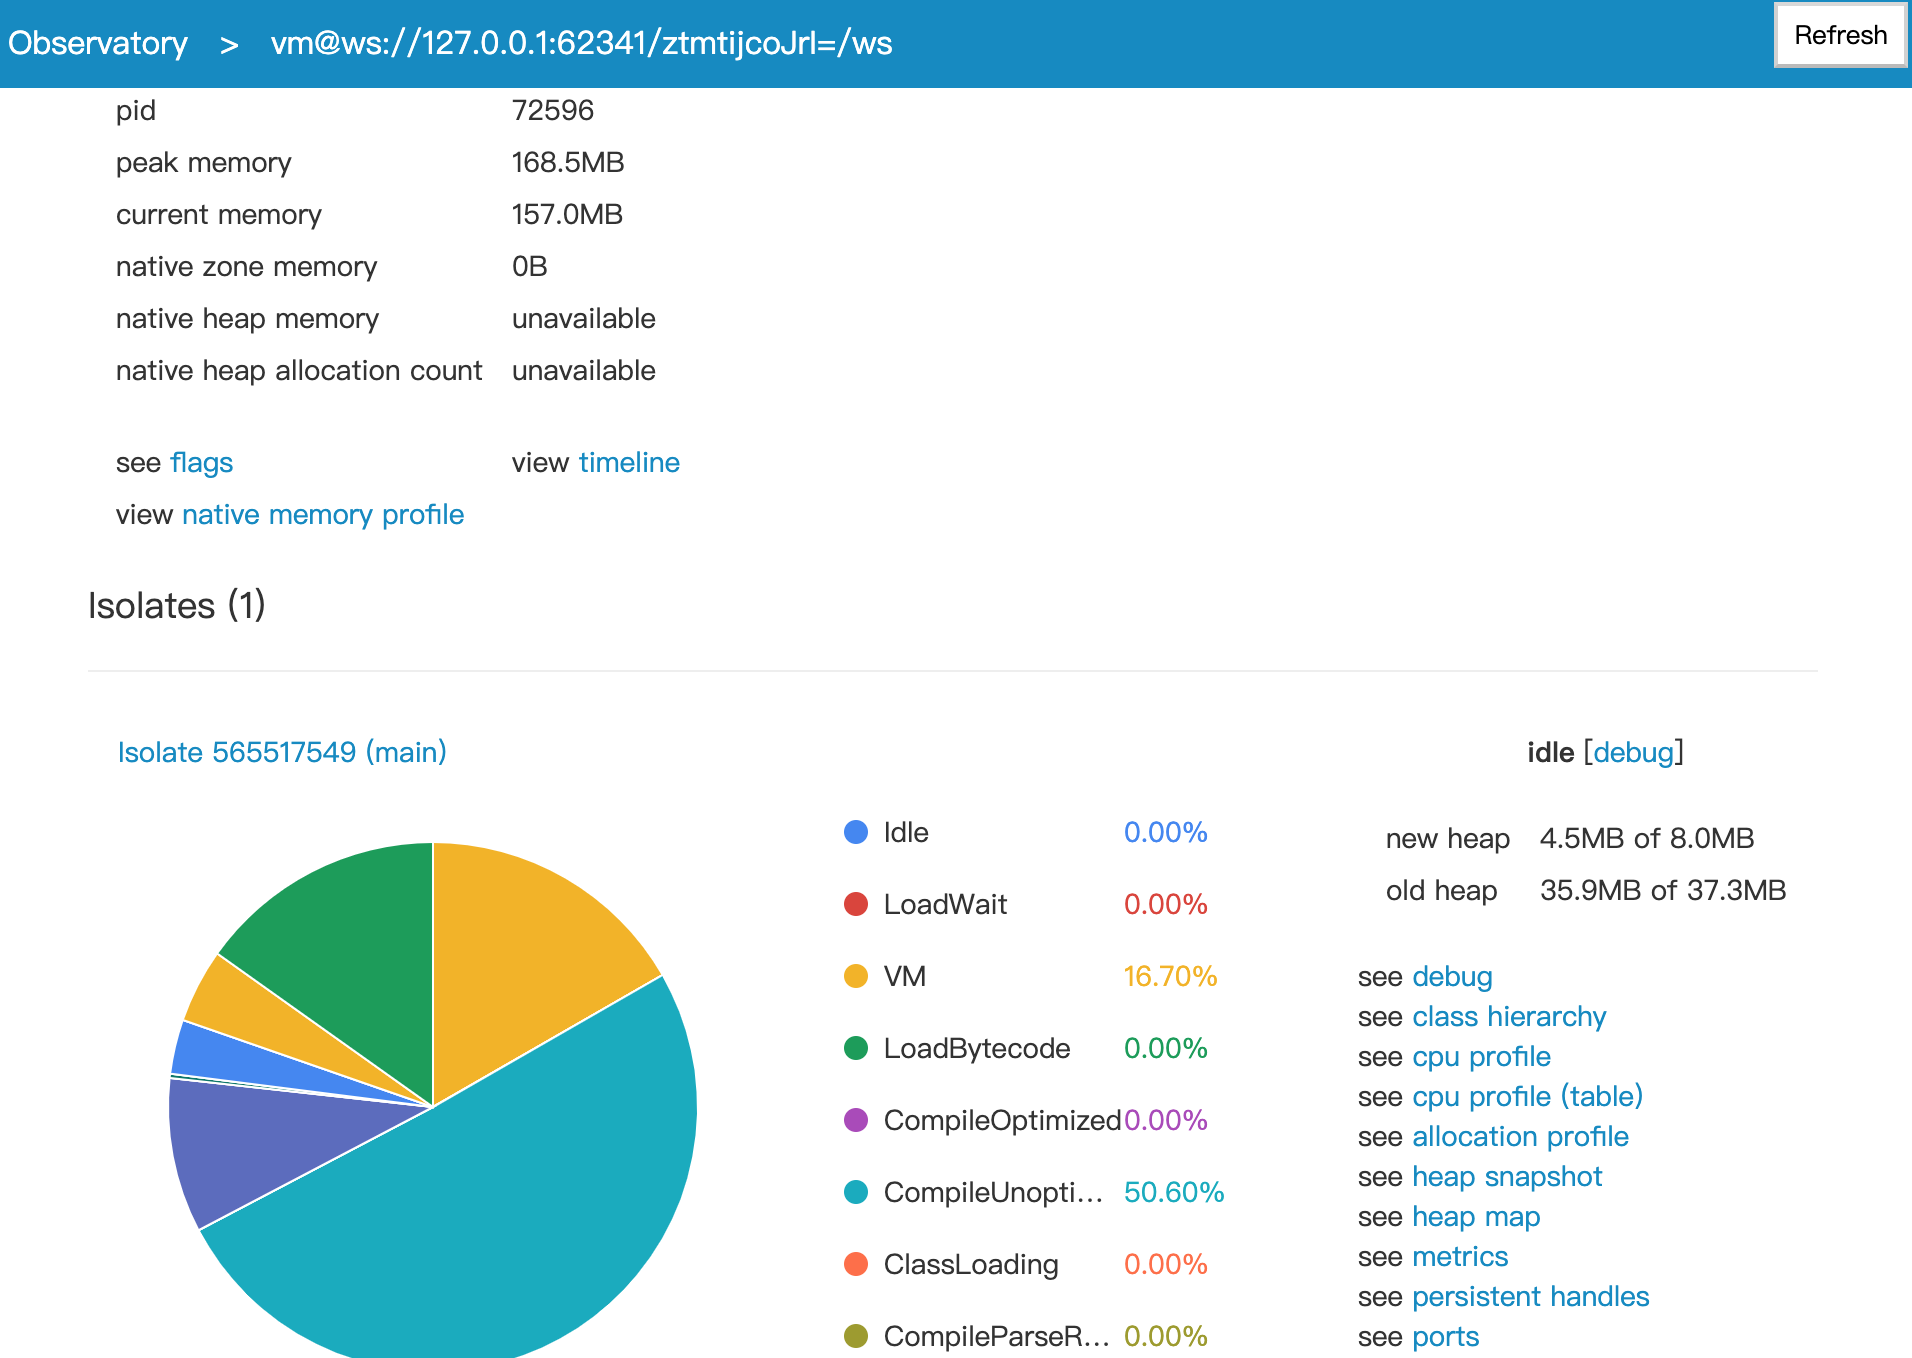 Observatory > vm@ws://127.0.0.1:62341/ztmtijcoJrI=/ws
Refresh
pid 72596
peak memory 168.5MB
current memory 157.0MB
native zone memory 0B
native heap memory unavailable
native heap allocation count unavailable
see flags view timeline
view native memory profile
Isolates (1)
Isolate 565517549 (main)
idle [debug]
Idle 0.00%
LoadWait 0.00%
VM 16.70%
LoadBytecode 0.00%
CompileOptimized 0.00%
CompileUnopti... 50.60%
ClassLoading 0.00%
CompileParseR... 0.00%
new heap 4.5MB of 8.0MB
old heap 35.9MB of 37.3MB
see debug
see class hierarchy
see cpu profile
see cpu profile (table)
see allocation profile
see heap snapshot
see heap map
see metrics
see persistent handles
see ports